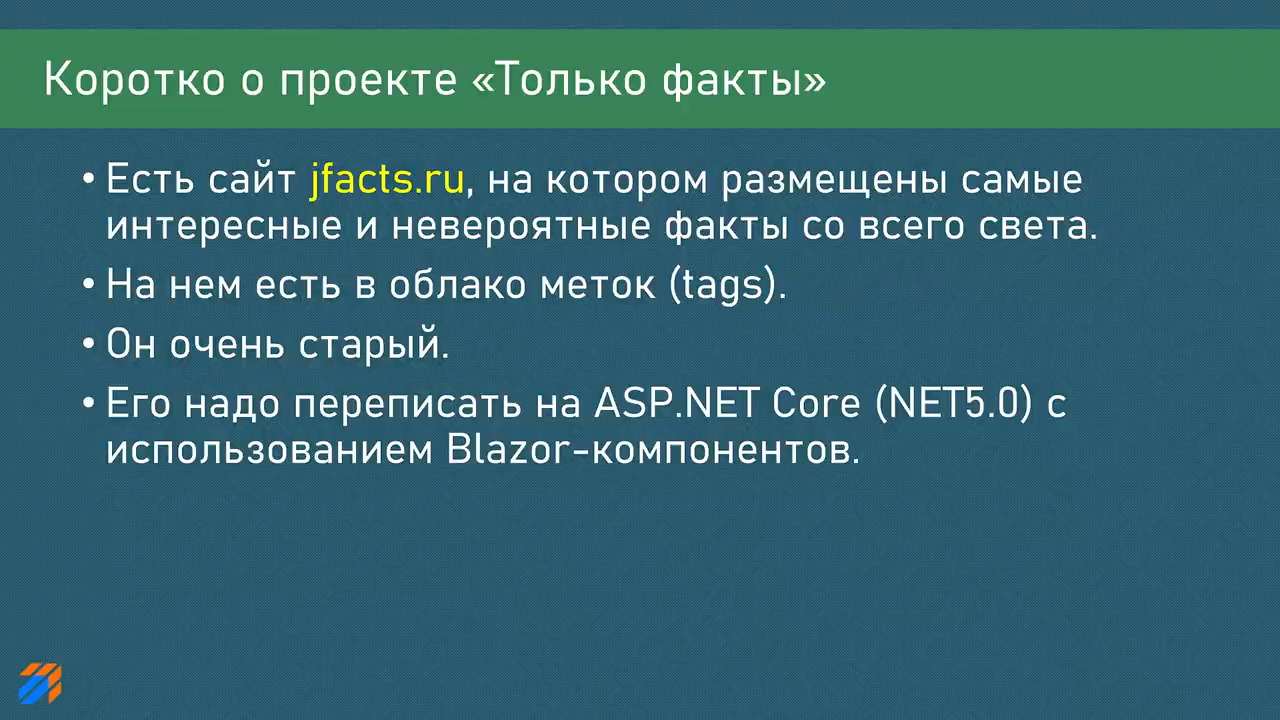 Коротко о проекте «Только факты»
• Есть сайт jfacts.ru, на котором размещены самые
интересные и невероятные факты со всего света.
• На нем есть в облако меток (tags).
• Он очень старый.
• Его надо переписать на ASP.NET Core (NET5.0) с
использованием Blazor-компонентов.